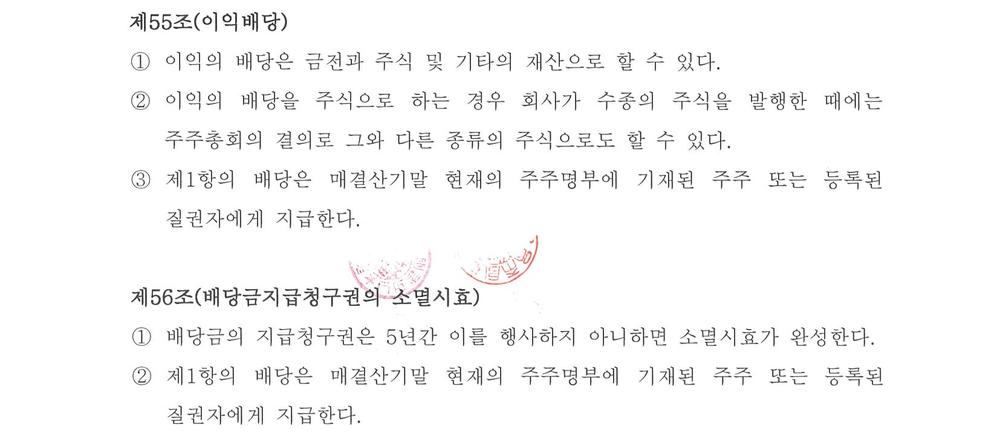 제55조(이익배당)
① 이익의 배당은 금전과 주식 및 기타의 재산으로 할 수 있다.
② 이익의 배당을 주식으로 하는 경우 회사가 수종의 주식을 발행한 때에는
주주총회의 결의로 그와 다른 종류의 주식으로도 할 수 있다.
③ 제1항의 배당은 매결산기말 현재의 주주명부에 기재된 주주 또는 등록된
질권자에게 지급한다.
제56조(배당금지급청구권의 소멸시효)
① 배당금의 지급청구권은 5년간 이를 행사하지 아니하면 소멸시효가 완성한다.
② 제1항의 배당은 매결산기말 현재의 주주명부에 기재된 주주 또는 등록된
질권자에게 지급한다.